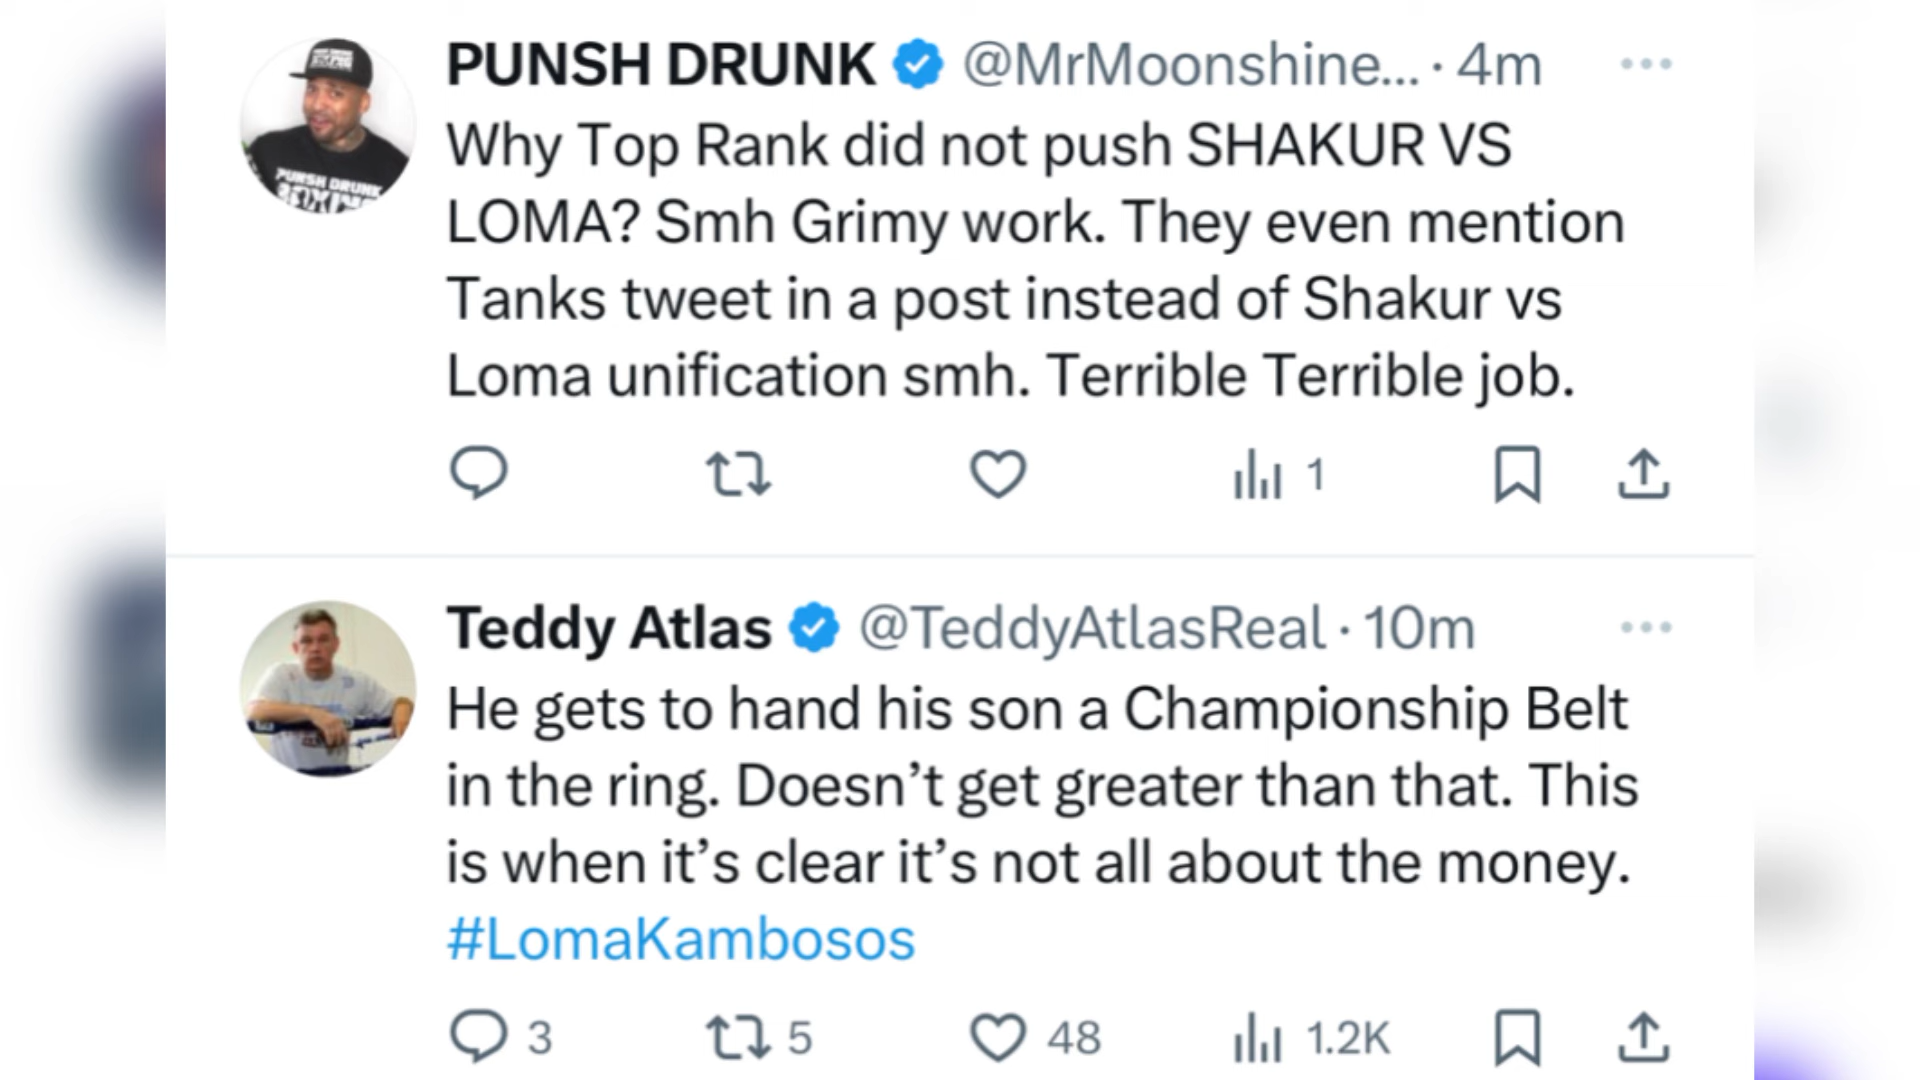 PUNSH DRUNK @MrMoonshine... · 4m
Why Top Rank did not push SHAKUR VS
LOMA? Smh Grimy work. They even mention
Tanks tweet in a post instead of Shakur vs
Loma unification smh. Terrible Terrible job.
1
PUNSH DRUNK
BOXING
Teddy Atlas @TeddyAtlasReal · 10m
He gets to hand his son a Championship Belt
in the ring. Doesn’t get greater than that. This
is when it’s clear it’s not all about the money.
#LomaKambosos
3 5 48 1.2K